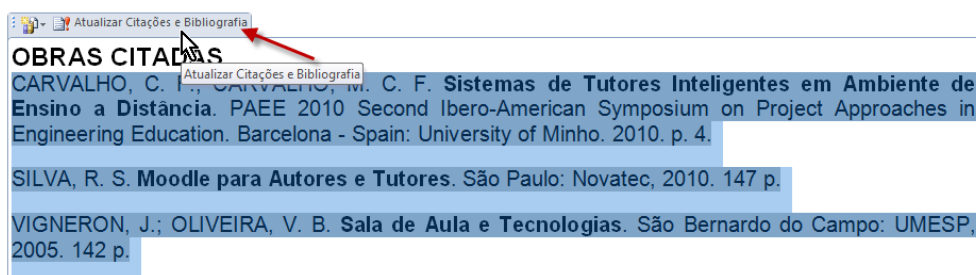 Atualizar Citações e Bibliografia
OBRAS CITADAS
Atualizar Citações e Bibliografia
CARVALHO, C. F., CARVALHO, M. C. F. Sistemas de Tutores Inteligentes em Ambiente de
Ensino a Distância. PAEE 2010 Second Ibero-American Symposium on Project Approaches in
Engineering Education. Barcelona - Spain: University of Minho. 2010. p. 4.
SILVA, R. S. Moodle para Autores e Tutores. São Paulo: Novatec, 2010. 147 p.
VIGNERON, J.; OLIVEIRA, V. B. Sala de Aula e Tecnologias. São Bernardo do Campo: UMESP,
2005. 142 p.